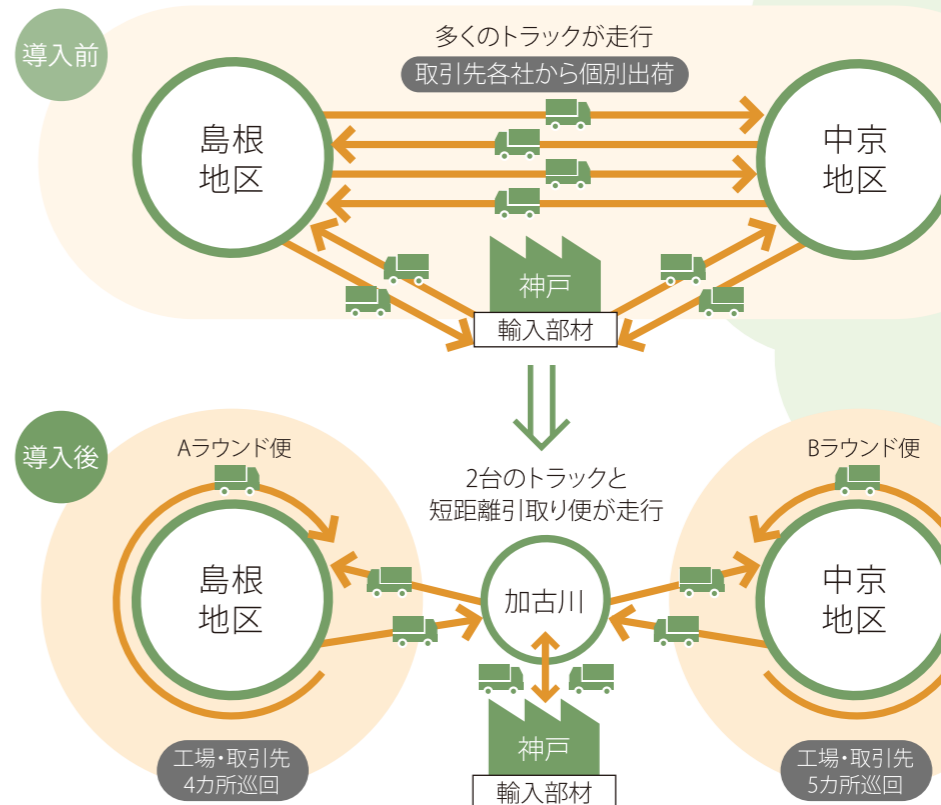 導入前
多くのトラックが走行
取引先各社から個別出荷
島根
地区
中京
地区
神戸
輸入部材
導入後
Aラウンド便
Bラウンド便
2台のトラックと
短距離引取り便が走行
島根
地区
加古川
中京
地区
神戸
輸入部材
工場・取引先
4カ所巡回
工場・取引先
5カ所巡回